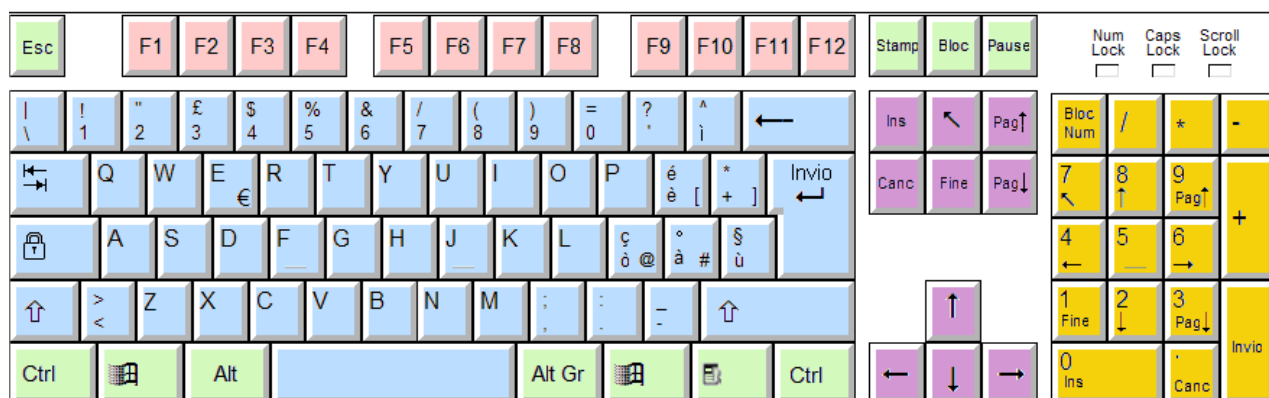 Esc F1 F2 F3 F4 F5 F6 F7 F8 F9 F10 F11 F12 Stamp Bloc Pause Num Lock Caps Lock Scroll Lock
| ! " £ $ % & / ( ) = ? ^
\ 1 2 3 4 5 6 7 8 9 0 ' ì ←
Ins ↖ Pag↑ Bloc Num / * -
↹ Q W E € R T Y U I O P é è [ * + ] Invio ↵
Canc Fine Pag↓ 7 ↖ 8 ↑ 9 Pag↑ +
A S D F G H J K L ç ò @ ° à # § ù
4 ← 5 6 →
⇧ > < Z X C V B N M ; , : . _ - ⇧
↑ 1 Fine 2 ↓ 3 Pag↓ Invio
Ctrl Alt Alt Gr Ctrl
← ↓ → 0 Ins . Canc